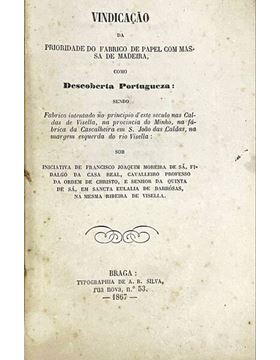 VINDICAÇÃO
DA
PRIORIDADE DO FABRICO DE PAPEL COM MAS-
SA DE MADEIRA,
COMO
Descoberta Portugueza:
SENDO
Fabrico intentado no principio d'este seculo nas Cal-
das de Visella, na provincia do Minho, na fá-
brica da Cascalheira em S. João das Caldas, na
margem esquerda do rio Visella:
SOB
INICIATIVA DE FRANCISCO JOAQUIM MOREIRA DE SÁ, FI-
DALGO DA CASA REAL, CAVALLEIRO PROFESSO
DA ORDEM DE CHRISTO, E SENHOR DA QUINTA
DE SÁ, EM SANCTA EULALIA DE BARRÓSAS,
NA MESMA RIBEIRA DE VISELLA.
BRAGA:
TYPOGRAPHIA DE A. B. SILVA,
rua nova, n.º 53.
— 1867 —